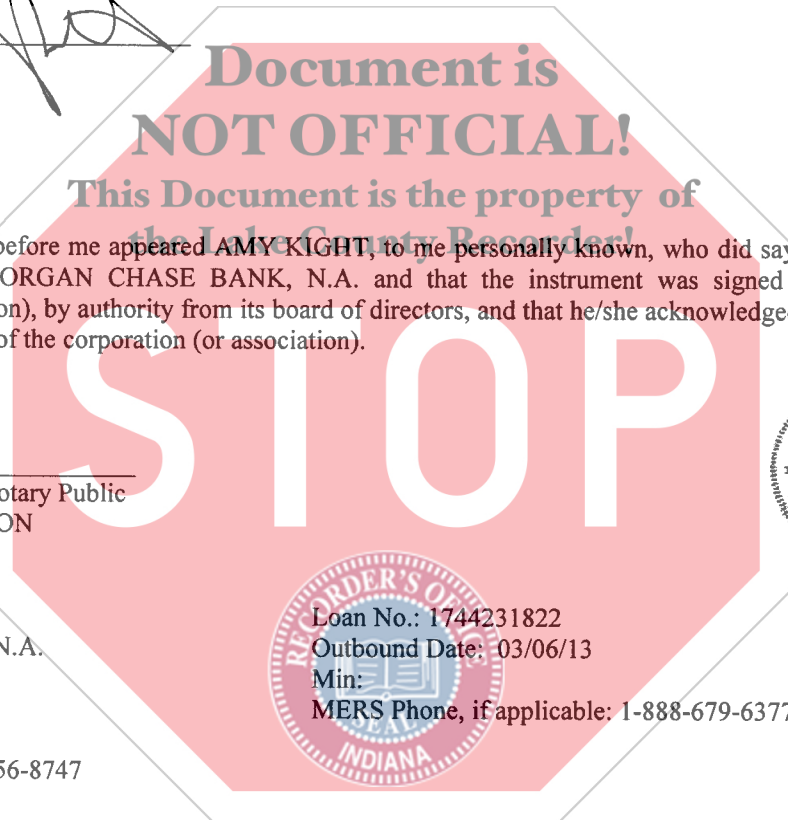 Document is
NOT OFFICIAL!
This Document is the property of
the Lake County Recorder!
before me appeared AMY KIGHT, to me personally known, who did say
ORGAN CHASE BANK, N.A. and that the instrument was signed
on), by authority from its board of directors, and that he/she acknowledge
of the corporation (or association).
STOP
otary Public
ON
RECORDER'S OFFICE
Loan No.: 1744231822
N.A.
Outbound Date: 03/06/13
Min:
MERS Phone, if applicable: 1-888-679-6377
SEAL
INDIANA
56-8747